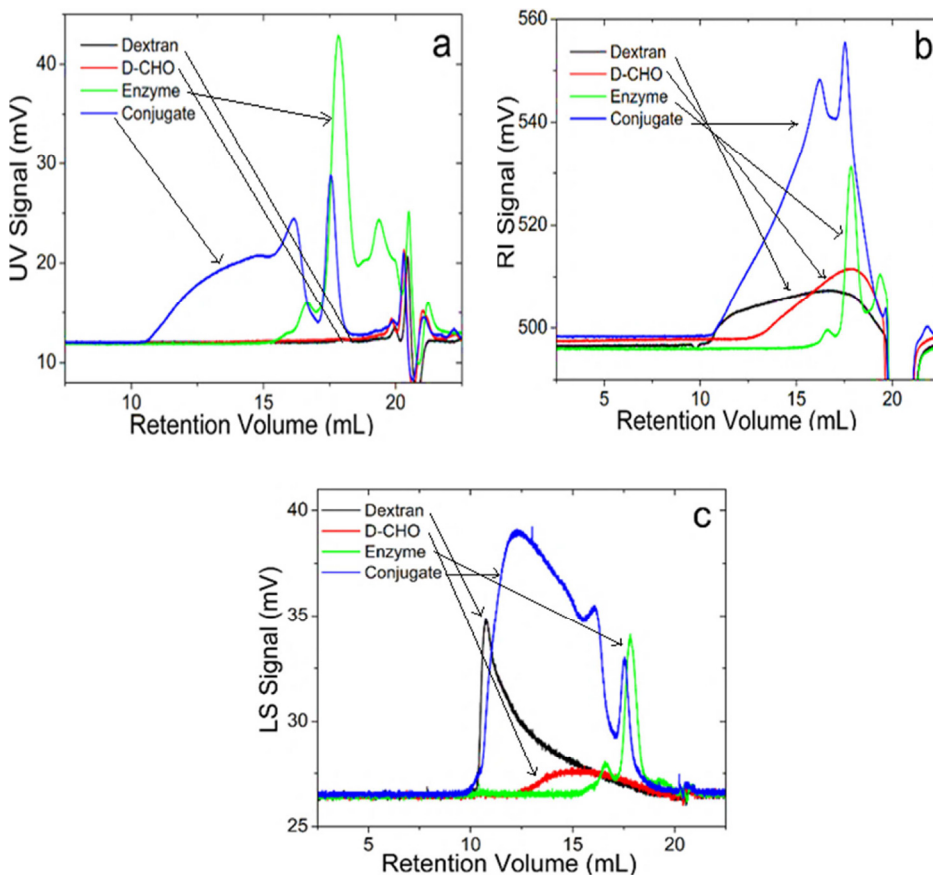 a
Dextran
D-CHO
Enzyme
Conjugate
40
30
20
10
UV Signal (mV)
10
15
20
Retention Volume (mL)
b
Dextran
D-CHO
Enzyme
Conjugate
560
540
520
500
RI Signal (mV)
5
10
15
20
Retention Volume (mL)
c
Dextran
D-CHO
Enzyme
Conjugate
40
35
30
25
LS Signal (mV)
5
10
15
20
Retention Volume (mL)